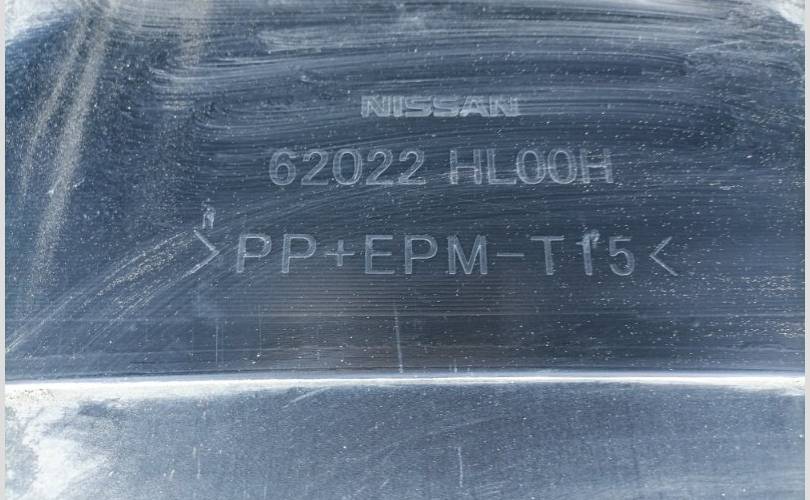 NISSAN
62022 HL00H
>PP+EPM-T15<